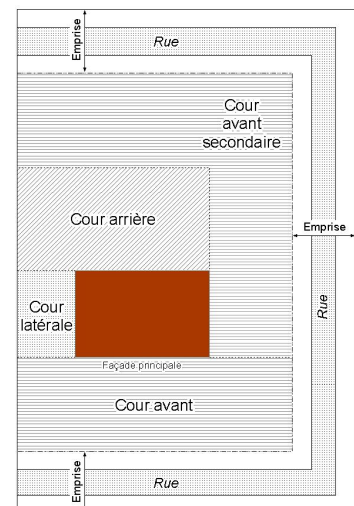 Emprise
Rue
Cour
avant
secondaire
Cour arrière
Emprise
Rue
Cour
latérale
Façade principale
Cour avant
Emprise
Rue